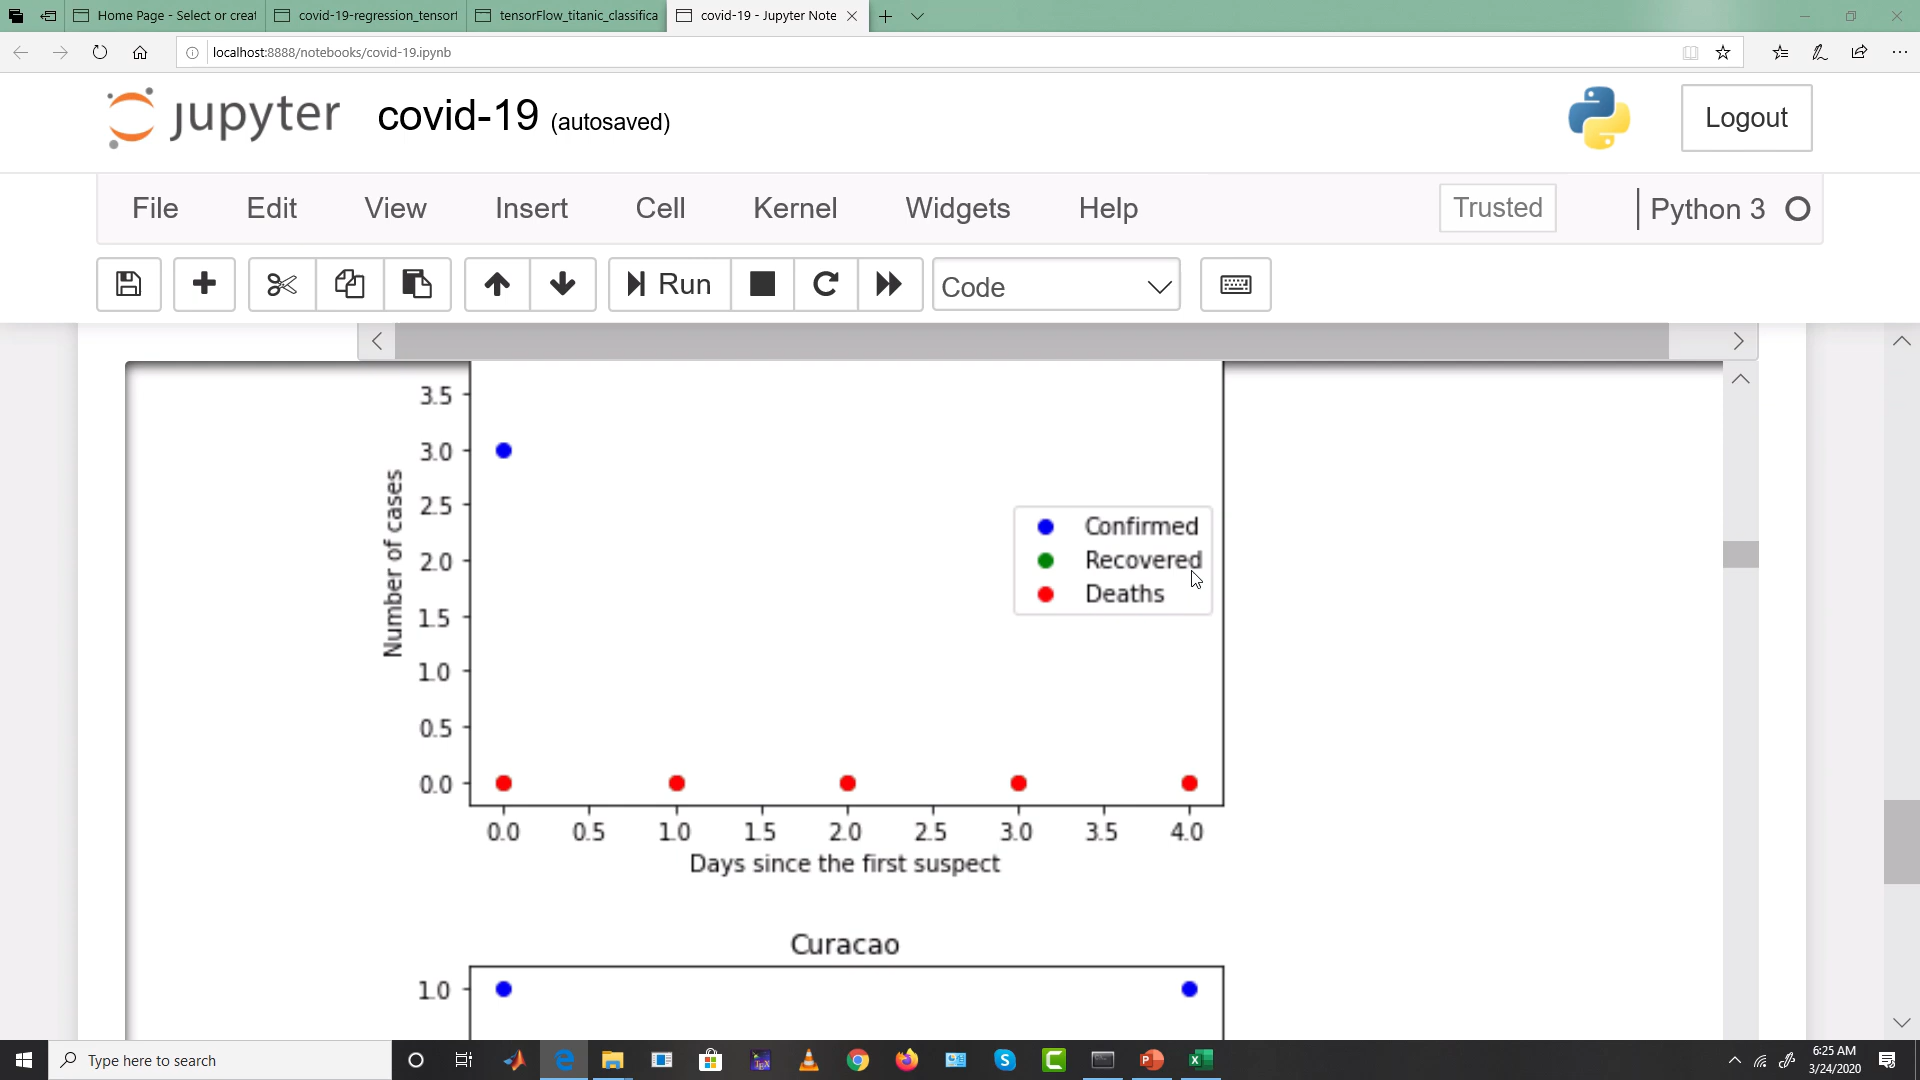 Home Page - Select or creat
covid-19-regression_tensorf
tensorFlow_titanic_classifica
covid-19 - Jupyter Note
localhost:8888/notebooks/covid-19.ipynb
jupyter covid-19 (autosaved)
Logout
File Edit View Insert Cell Kernel Widgets Help Trusted Python 3
Run Code
3.5
3.0
2.5
2.0
1.5
1.0
0.5
0.0
Number of cases
Confirmed
Recovered
Deaths
0.0 0.5 1.0 1.5 2.0 2.5 3.0 3.5 4.0
Days since the first suspect
Curacao
1.0
Type here to search
6:25 AM
3/24/2020